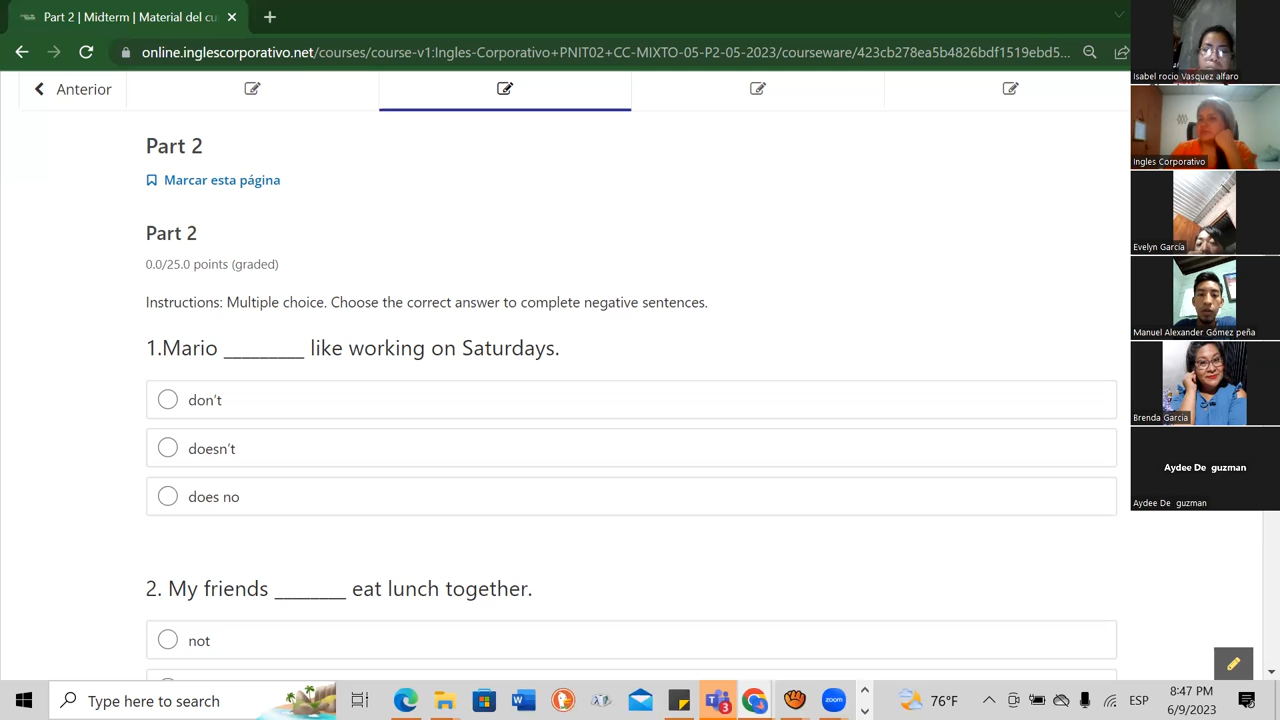 Part 2 | Midterm | Material del cu
online.inglescorporativo.net/courses/course-v1:Ingles-Corporativo+PNIT02+CC-MIXTO-05-P2-05-2023/courseware/423cb278ea5b4826bdf1519ebd5...
Anterior
Part 2
Marcar esta página
Part 2
0.0/25.0 points (graded)
Instructions: Multiple choice. Choose the correct answer to complete negative sentences.
1.Mario _________ like working on Saturdays.
don't
doesn't
does no
2. My friends ________ eat lunch together.
not
Isabel rocio Vasquez alfaro
Ingles Corporativo
Evelyn García
Manuel Alexander Gómez peña
Brenda Garcia
Aydee De guzman
Aydee De guzman
Type here to search
3
zoom
76°F
ESP
8:47 PM
6/9/2023